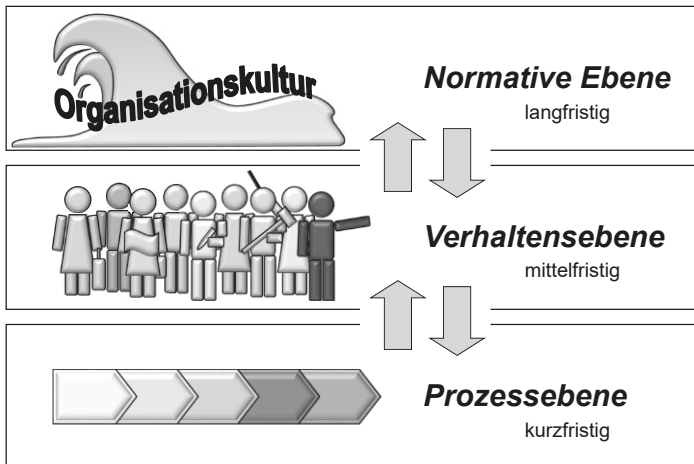 Organisationskultur
Normative Ebene
langfristig
Verhaltensebene
mittelfristig
Prozessebene
kurzfristig